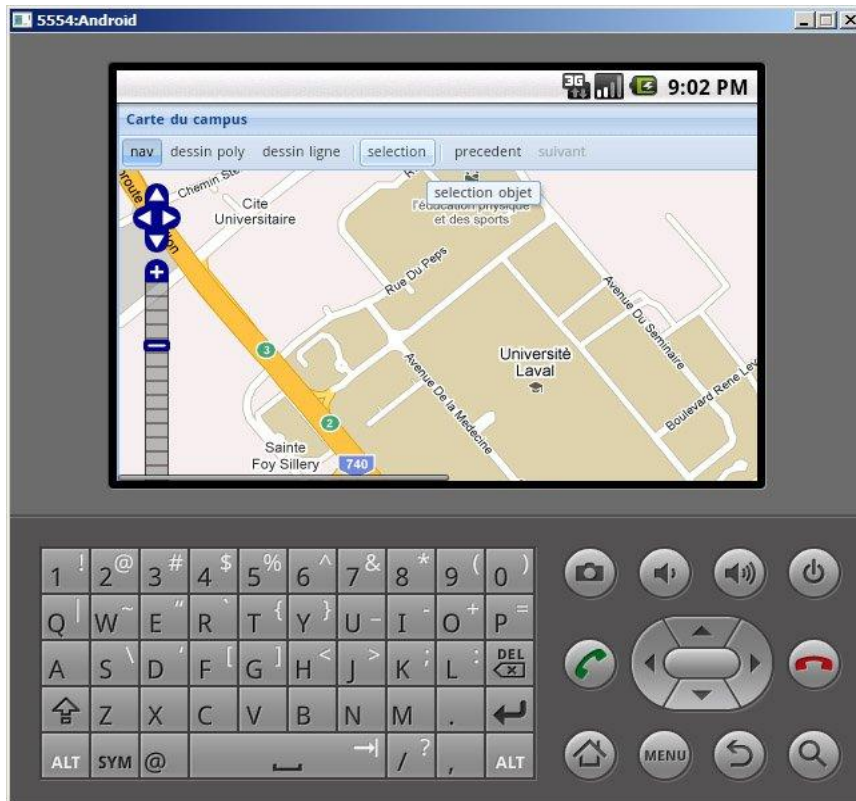 5554:Android
3G 9:02 PM
Carte du campus
nav dessin poly dessin ligne selection precedent suivant
selection objet
Chemin Ste
Cite
Universitaire
l'éducation physique
et des sports
Rue Du Peps
Avenue Du Seminaire
3
Université
Laval
Avenue De la Medecine
Boulevard Rene Lev
2
Sainte
Foy Sillery
740
1 ! 2 @ 3 # 4 $ 5 % 6 ^ 7 & 8 * 9 ( 0 )
Q | W ~ E " R ` T { Y } U _ I - O + P =
A S \ D ' F [ G ] H < J > K ; L : DEL
Z X C V B N M .
ALT SYM @ / ? , ALT
MENU